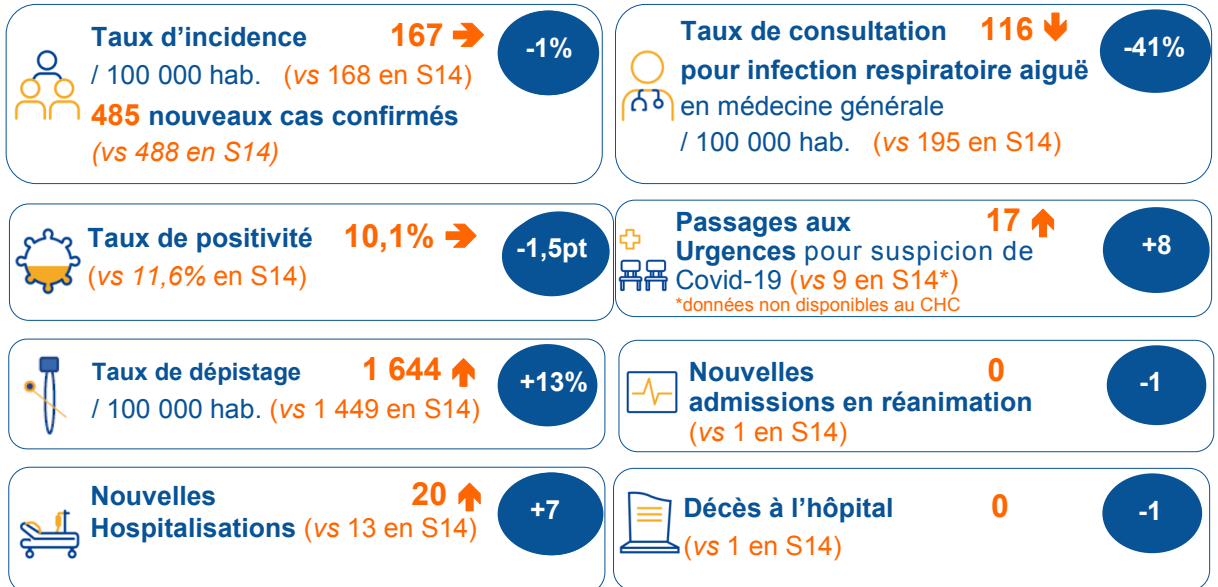 Taux d'incidence 167 🡺 -1%
/ 100 000 hab. (vs 168 en S14)
485 nouveaux cas confirmés
(vs 488 en S14)
Taux de consultation 116 🡻 -41%
pour infection respiratoire aiguë
en médecine générale
/ 100 000 hab. (vs 195 en S14)
Taux de positivité 10,1% 🡺 -1,5pt
(vs 11,6% en S14)
Passages aux 17 🡹 +8
Urgences pour suspicion de
Covid-19 (vs 9 en S14*)
*données non disponibles au CHC
Taux de dépistage 1 644 🡹 +13%
/ 100 000 hab. (vs 1 449 en S14)
Nouvelles 0 -1
admissions en réanimation
(vs 1 en S14)
Nouvelles 20 🡹 +7
Hospitalisations (vs 13 en S14)
Décès à l'hôpital 0 -1
(vs 1 en S14)